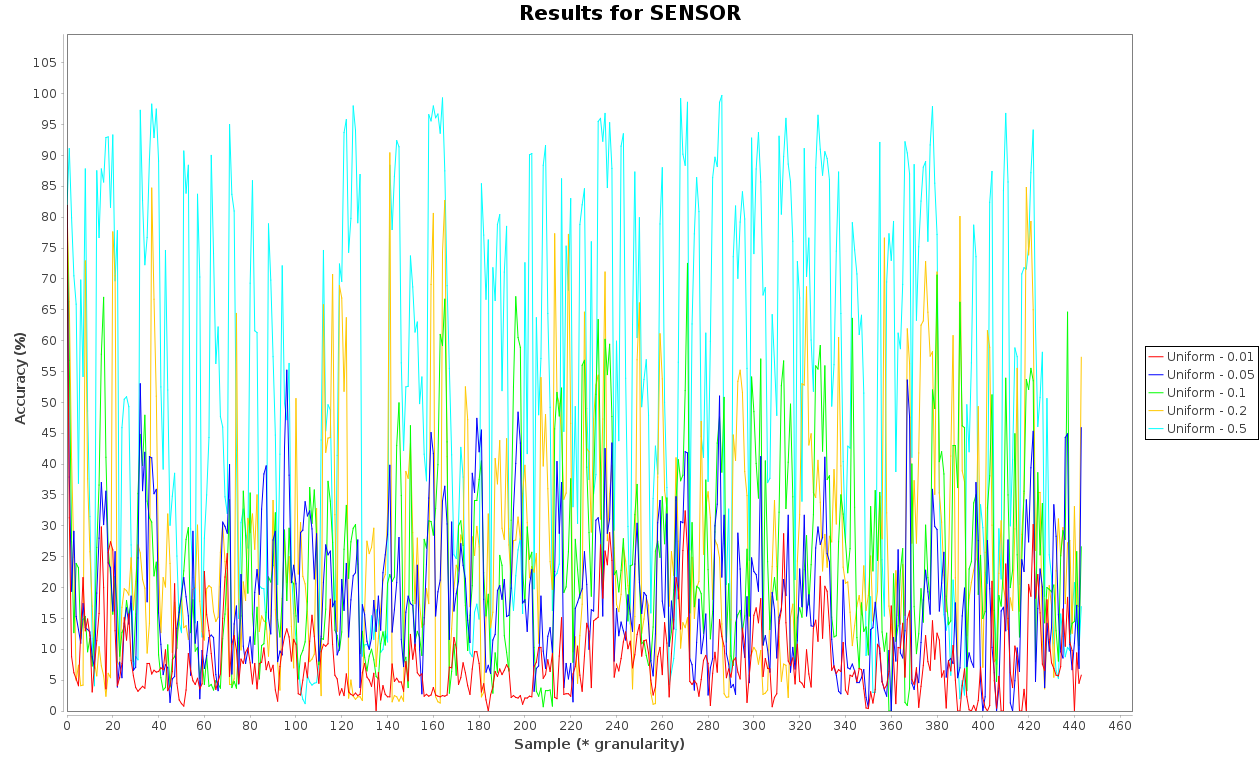 Results for SENSOR
105
100
95
90
85
80
75
70
65
60
55
50
45
40
35
30
25
20
15
10
5
0
Accuracy (%)
0 20 40 60 80 100 120 140 160 180 200 220 240 260 280 300 320 340 360 380 400 420 440 460
Sample (* granularity)
Uniform - 0.01
Uniform - 0.05
Uniform - 0.1
Uniform - 0.2
Uniform - 0.5